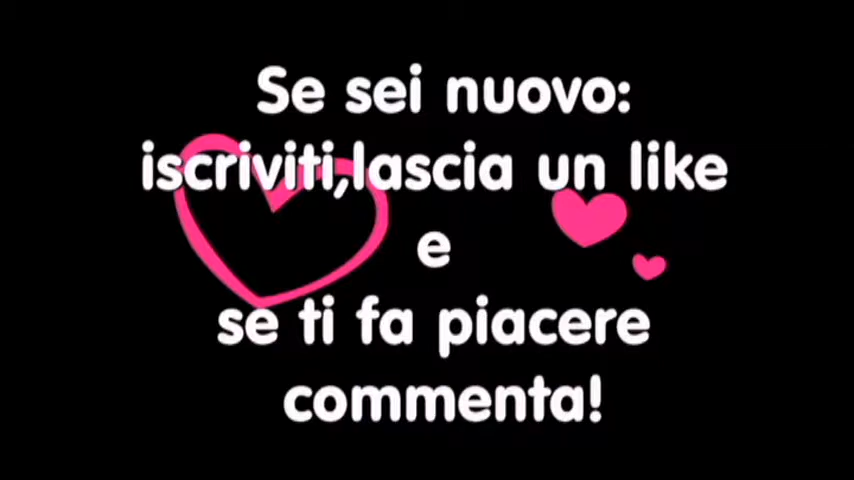 Se sei nuovo:
iscriviti,lascia un like
e
se ti fa piacere
commenta!